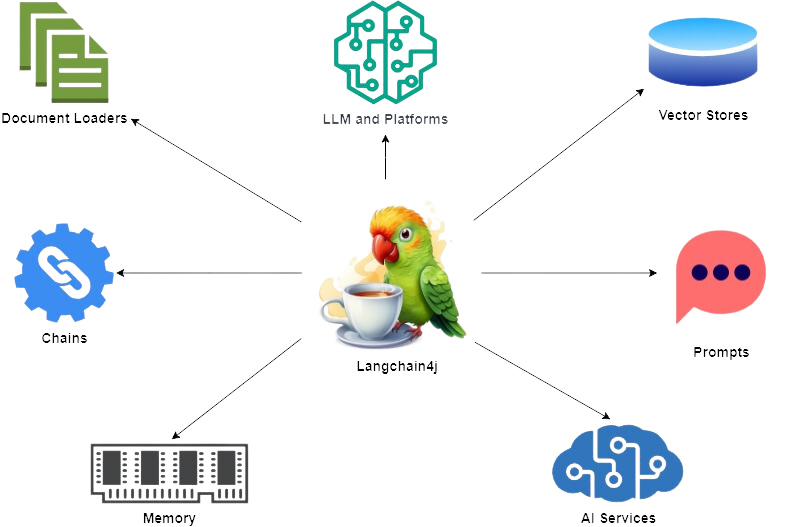 Document Loaders
LLM and Platforms
Vector Stores
Chains
Langchain4j
Prompts
Memory
AI Services